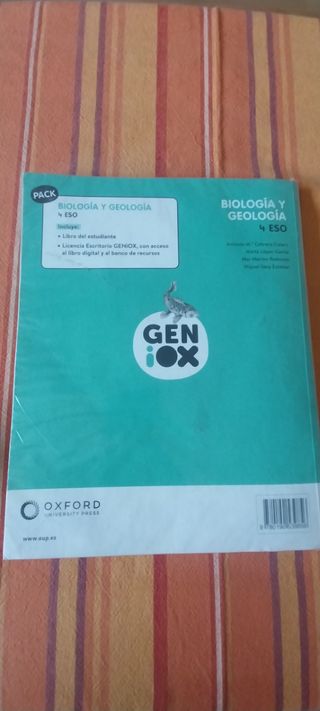 PACK
BIOLOGÍA Y GEOLOGÍA
4 ESO
Incluye:
• Libro del estudiante
• Licencia Escritorio GENiOX, con acceso
al libro digital y al banco de recursos
BIOLOGÍA Y
GEOLOGÍA
4 ESO
GEN
iOX
OXFORD
UNIVERSITY PRESS
www.oup.es